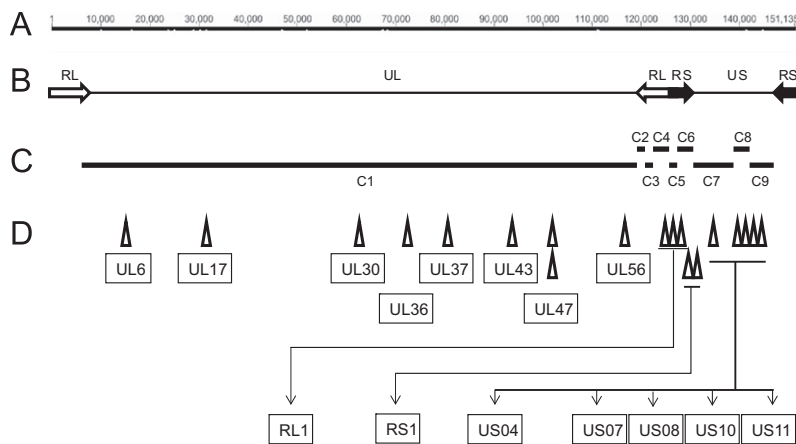 A 1 10,000 20,000 30,000 40,000 50,000 60,000 70,000 80,000 90,000 100,000 110,000 120,000 130,000 140,000 151,135
B RL UL RL RS US RS
C2 C4 C6 C8
C
C1 C3 C5 C7 C9
D
UL6 UL17 UL30 UL37 UL43 UL56
UL36 UL47
RL1 RS1 US04 US07 US08 US10 US11